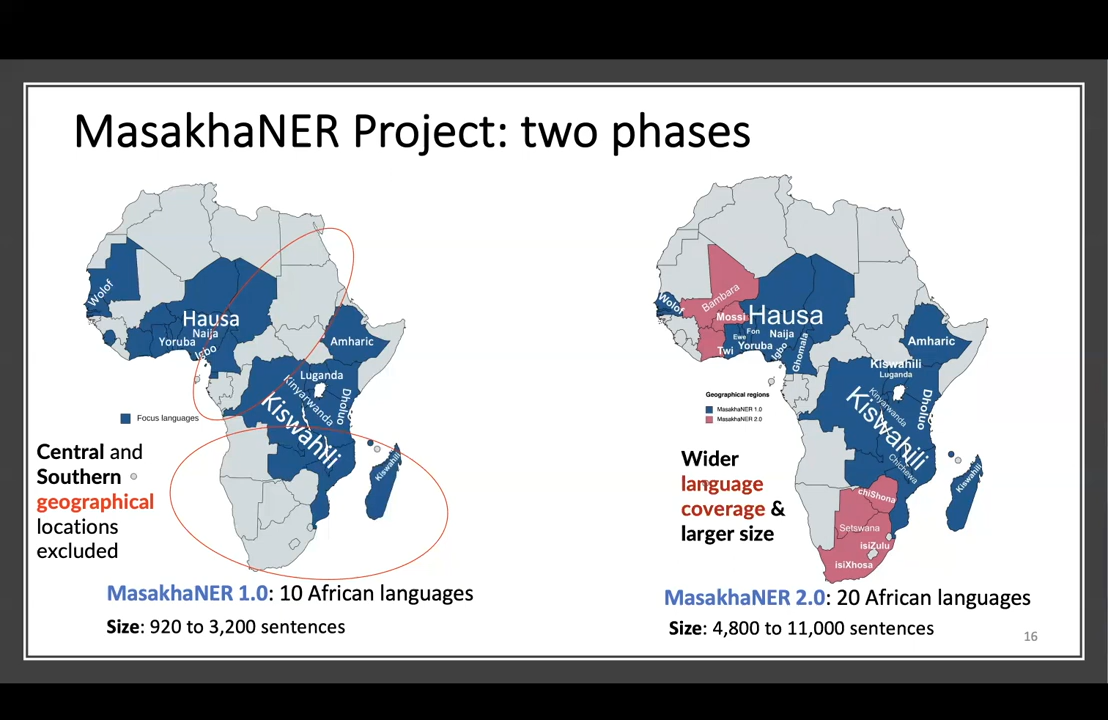 MasakhaNER Project: two phases
Wolof
Hausa
Naija
Yoruba
Igbo
Amharic
Luganda
Kinyarwanda
Dholuo
Kiswahili
Kiswahili
Focus languages
Central and
Southern
geographical
locations
excluded
MasakhaNER 1.0: 10 African languages
Size: 920 to 3,200 sentences
Wolof
Bambara
Mossi
Hausa
Fon
Naija
Ewe
Yoruba
Twi
Igbo
Ghomala
Amharic
Kiswahili
Luganda
Kinyarwanda
Dholuo
Kiswahili
Chichewa
Kiswahili
chiShona
Setswana
isiZulu
isiXhosa
Geographical regions
MasakhaNER 1.0
MasakhaNER 2.0
Wider
language
coverage &
larger size
MasakhaNER 2.0: 20 African languages
Size: 4,800 to 11,000 sentences
16